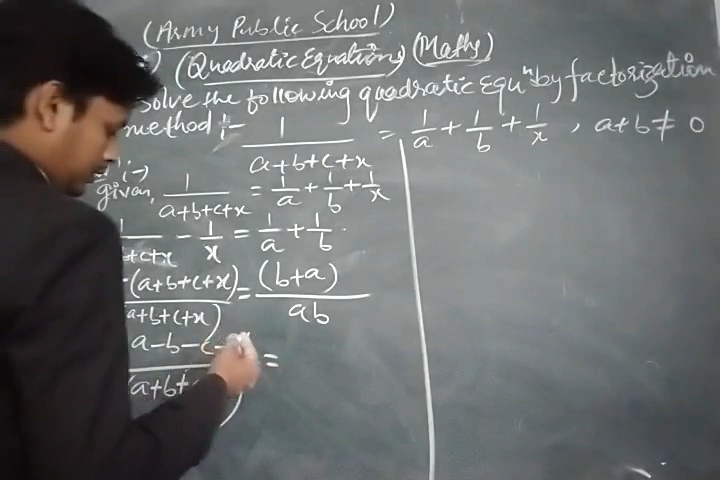 (Army Public School)
(Quadratic Equations) (Maths)
Solve the following quadratic equⁿ by factorization
method :- 1/(a+b+c+x) = 1/a + 1/b + 1/x , a+b ≠ 0
given, 1/(a+b+c+x) = 1/a + 1/b + 1/x
1/(b+c+x) - 1/x = 1/a + 1/b.
-(a+b+c+x)/(a+b+c+x) = (b+a)/ab
a-b-c- / (a+b+ ) =